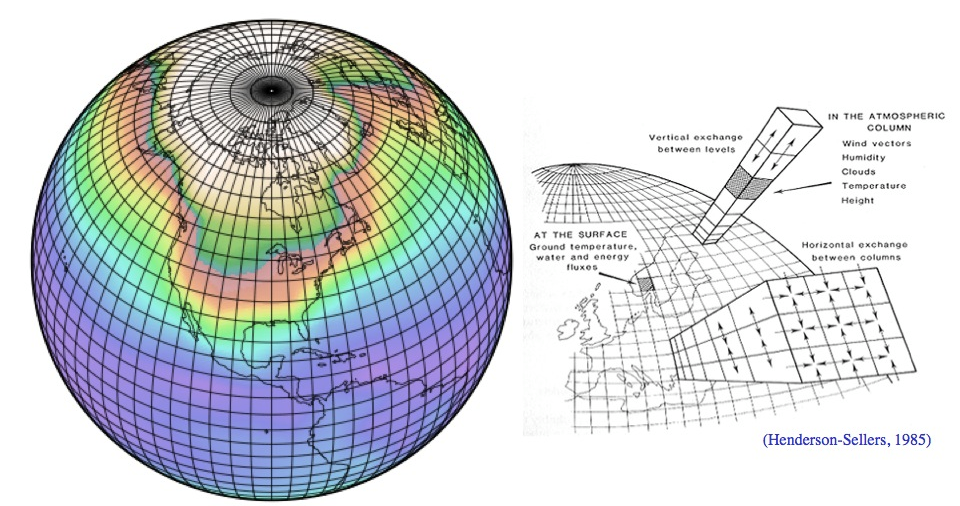 Vertical exchange
between levels
IN THE ATMOSPHERIC
COLUMN
Wind vectors
Humidity
Clouds
Temperature
Height
AT THE SURFACE
Ground temperature,
water and energy
fluxes
Horizontal exchange
between columns
(Henderson-Sellers, 1985)